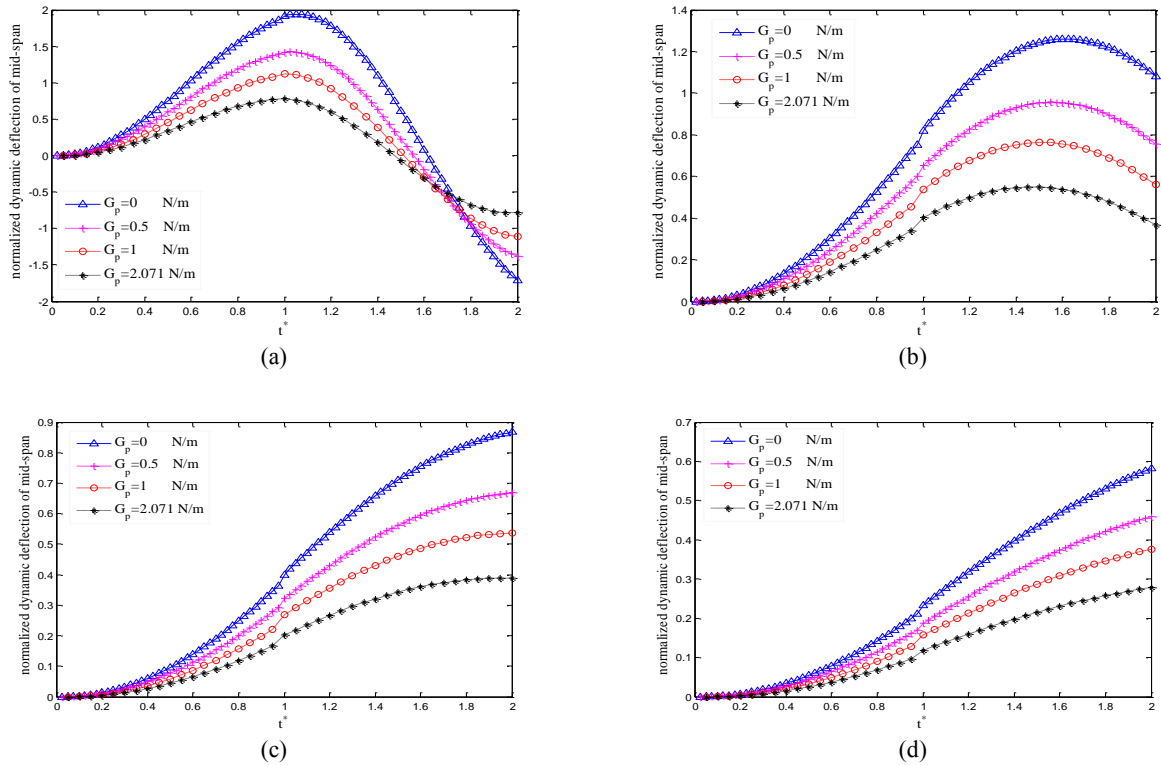 normalized dynamic deflection of mid-span
2
1.5
1
0.5
0
-0.5
-1
-1.5
-2
G_p=0 N/m
G_p=0.5 N/m
G_p=1 N/m
G_p=2.071 N/m
0 0.2 0.4 0.6 0.8 1 1.2 1.4 1.6 1.8 2
t*
(a)
normalized dynamic deflection of mid-span
1.4
1.2
1
0.8
0.6
0.4
0.2
0
G_p=0 N/m
G_p=0.5 N/m
G_p=1 N/m
G_p=2.071 N/m
0 0.2 0.4 0.6 0.8 1 1.2 1.4 1.6 1.8 2
t*
(b)
normalized dynamic deflection of mid-span
0.9
0.8
0.7
0.6
0.5
0.4
0.3
0.2
0.1
0
G_p=0 N/m
G_p=0.5 N/m
G_p=1 N/m
G_p=2.071 N/m
0 0.2 0.4 0.6 0.8 1 1.2 1.4 1.6 1.8 2
t*
(c)
normalized dynamic deflection of mid-span
0.7
0.6
0.5
0.4
0.3
0.2
0.1
0
G_p=0 N/m
G_p=0.5 N/m
G_p=1 N/m
G_p=2.071 N/m
0 0.2 0.4 0.6 0.8 1 1.2 1.4 1.6 1.8 2
t*
(d)